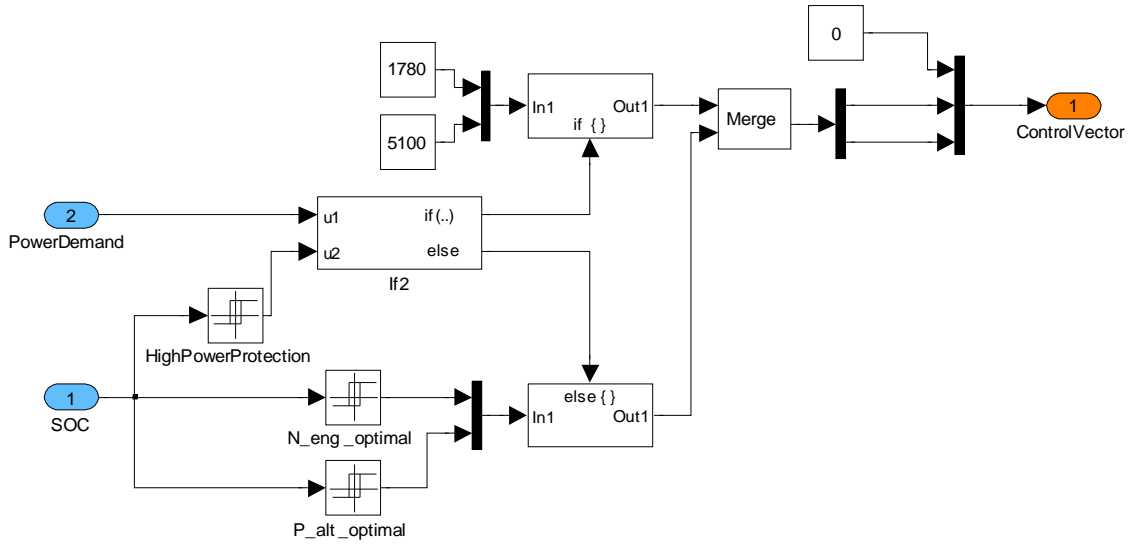 0
1780
In1
Out1
if { }
Merge
1
ControlVector
5100
2
PowerDemand
u1
if(..)
u2
else
If2
HighPowerProtection
1
SOC
else { }
In1
Out1
N_eng _optimal
P_alt _optimal